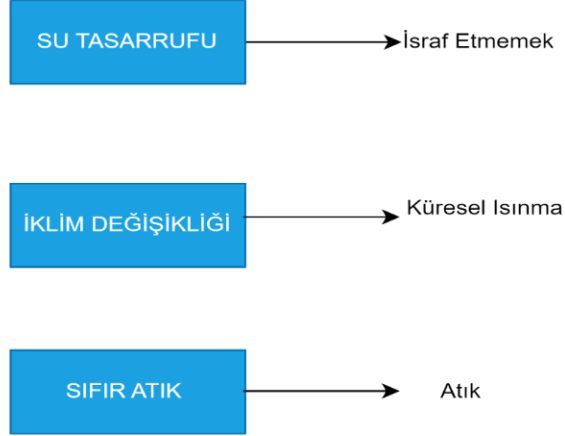 SU TASARRUFU
İsraf Etmemek
İKLİM DEĞİŞİKLİĞİ
Küresel Isınma
SIFIR ATIK
Atık